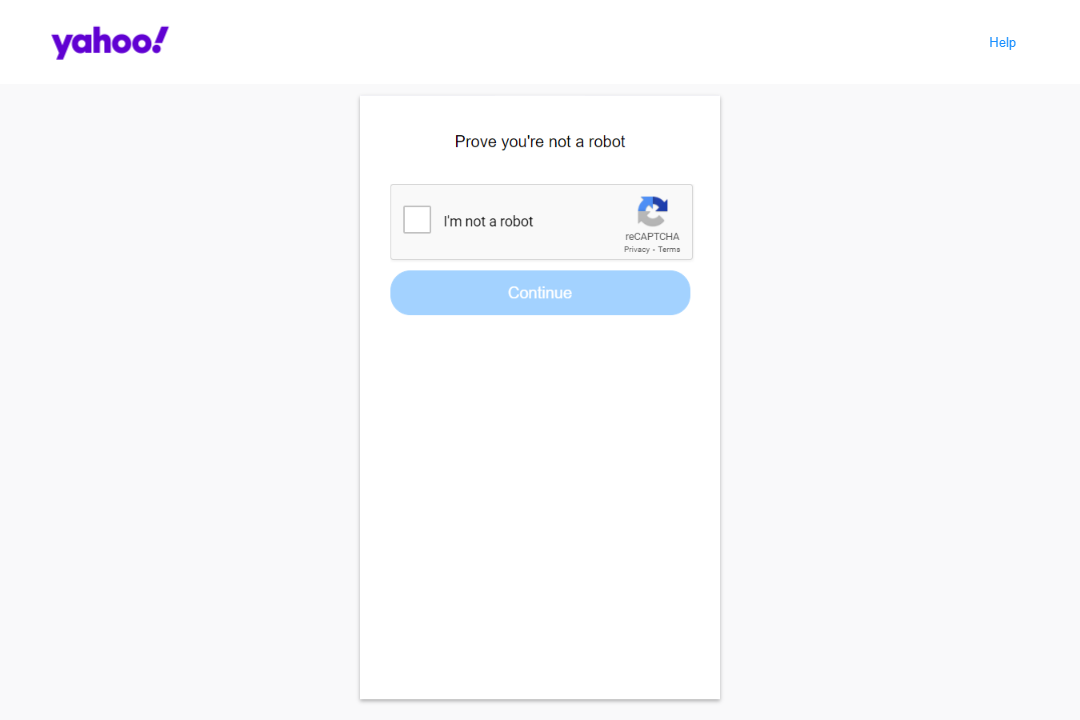 yahoo!
Help
Prove you're not a robot
I'm not a robot
reCAPTCHA
Privacy - Terms
Continue